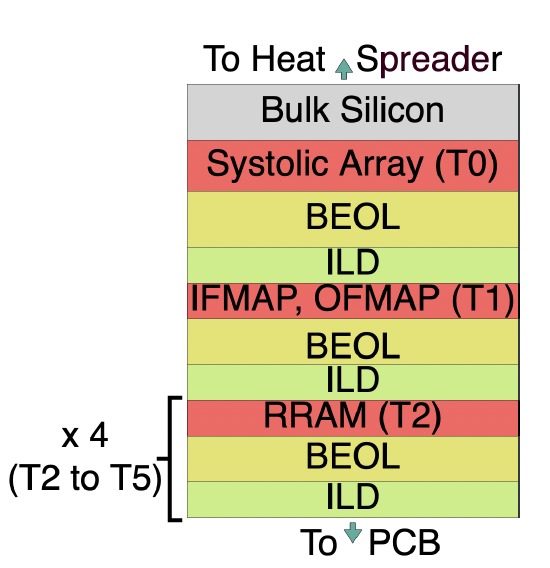 To Heat Spreader
Bulk Silicon
Systolic Array (T0)
BEOL
ILD
IFMAP, OFMAP (T1)
BEOL
ILD
RRAM (T2)
BEOL
ILD
x 4
(T2 to T5)
To PCB